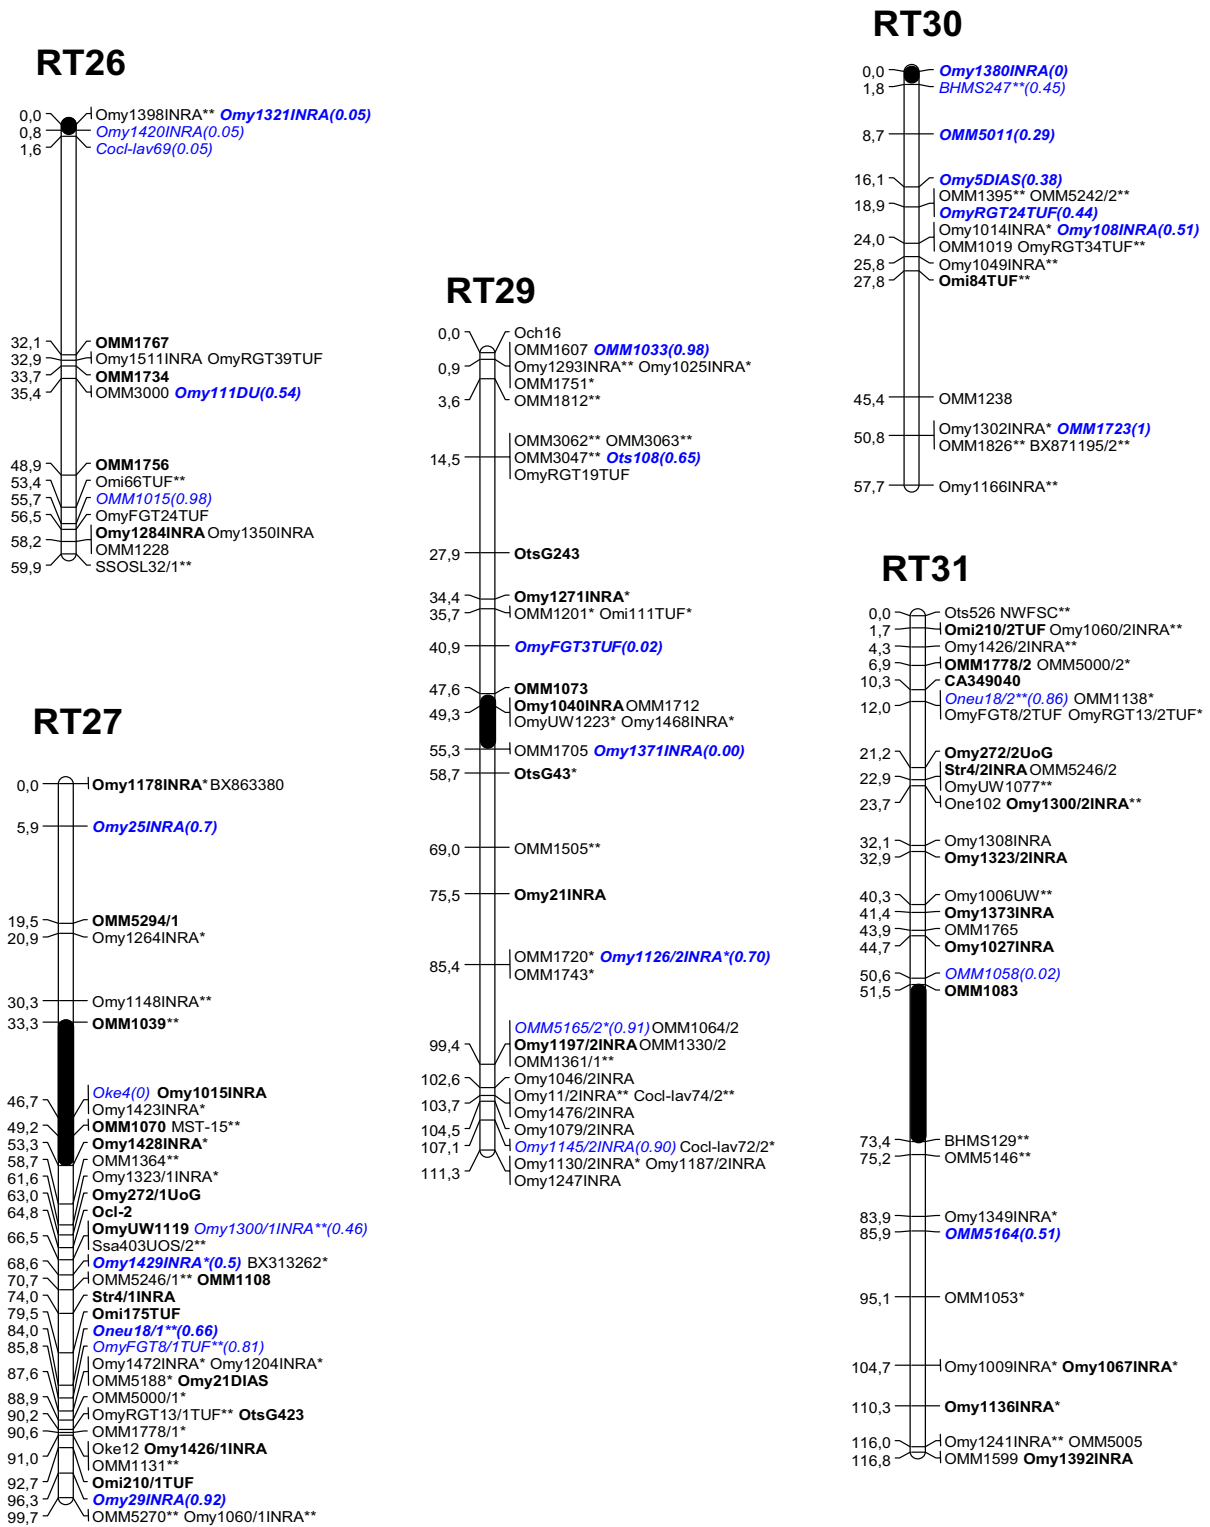 RT26
0,0 Omy1398INRA** Omy1321INRA(0.05)
0,8 Omy1420INRA(0.05)
1,6 Cocl-lav69(0.05)
32,1 OMM1767
32,9 Omy1511INRA OmyRGT39TUF
33,7 OMM1734
35,4 OMM3000 Omy111DU(0.54)
48,9 OMM1756
53,4 Omi66TUF**
55,7 OMM1015(0.98)
56,5 OmyFGT24TUF
58,2 Omy1284INRA Omy1350INRA
OMM1228
59,9 SSOSL32/1**
RT27
0,0 Omy1178INRA* BX863380
5,9 Omy25INRA(0.7)
19,5 OMM5294/1
20,9 Omy1264INRA*
30,3 Omy1148INRA**
33,3 OMM1039**
46,7 Oke4(0) Omy1015INRA
Omy1423INRA*
49,2 OMM1070 MST-15**
53,3 Omy1428INRA*
58,7 OMM1364**
61,6 Omy1323/1INRA*
63,0 Omy272/1UoG
64,8 Ocl-2
66,5 OmyUW1119 Omy1300/1INRA**(0.46)
Ssa403UOS/2**
68,6 Omy1429INRA*(0.5) BX313262*
70,7 OMM5246/1** OMM1108
74,0 Str4/1INRA
79,5 Omi175TUF
84,0 Oneu18/1**(0.66)
85,8 OmyFGT8/1TUF**(0.81)
87,6 Omy1472INRA* Omy1204INRA*
OMM5188* Omy21DIAS
88,9 OMM5000/1*
90,2 OmyRGT13/1TUF** OtsG423
90,6 OMM1778/1*
91,0 Oke12 Omy1426/1INRA
OMM1131**
92,7 Omi210/1TUF
96,3 Omy29INRA(0.92)
99,7 OMM5270** Omy1060/1INRA**
RT29
0,0 Och16
0,9 OMM1607 OMM1033(0.98)
Omy1293INRA** Omy1025INRA*
OMM1751*
3,6 OMM1812**
14,5 OMM3062** OMM3063**
OMM3047** Ots108(0.65)
OmyRGT19TUF
27,9 OtsG243
34,4 Omy1271INRA*
35,7 OMM1201* Omi111TUF*
40,9 OmyFGT3TUF(0.02)
47,6 OMM1073
49,3 Omy1040INRA OMM1712
OmyUW1223* Omy1468INRA*
55,3 OMM1705 Omy1371INRA(0.00)
58,7 OtsG43*
69,0 OMM1505**
75,5 Omy21INRA
85,4 OMM1720* Omy1126/2INRA*(0.70)
OMM1743*
99,4 OMM5165/2*(0.91) OMM1064/2
Omy1197/2INRA OMM1330/2
OMM1361/1**
102,6 Omy1046/2INRA
103,7 Omy11/2INRA** Cocl-lav74/2**
Omy1476/2INRA
104,5 Omy1079/2INRA
107,1 Omy1145/2INRA(0.90) Cocl-lav72/2*
111,3 Omy1130/2INRA* Omy1187/2INRA
Omy1247INRA
RT30
0,0 Omy1380INRA(0)
1,8 BHMS247**(0.45)
8,7 OMM5011(0.29)
16,1 Omy5DIAS(0.38)
18,9 OMM1395** OMM5242/2**
OmyRGT24TUF(0.44)
24,0 Omy1014INRA* Omy108INRA(0.51)
OMM1019 OmyRGT34TUF**
25,8 Omy1049INRA**
27,8 Omi84TUF**
45,4 OMM1238
50,8 Omy1302INRA* OMM1723(1)
OMM1826** BX871195/2**
57,7 Omy1166INRA**
RT31
0,0 Ots526 NWFSC**
1,7 Omi210/2TUF Omy1060/2INRA**
4,3 Omy1426/2INRA**
6,9 OMM1778/2 OMM5000/2*
10,3 CA349040
12,0 Oneu18/2**(0.86) OMM1138*
OmyFGT8/2TUF OmyRGT13/2TUF*
21,2 Omy272/2UoG
22,9 Str4/2INRA OMM5246/2
OmyUW1077**
23,7 One102 Omy1300/2INRA**
32,1 Omy1308INRA
32,9 Omy1323/2INRA
40,3 Omy1006UW**
41,4 Omy1373INRA
43,9 OMM1765
44,7 Omy1027INRA
50,6 OMM1058(0.02)
51,5 OMM1083
73,4 BHMS129**
75,2 OMM5146**
83,9 Omy1349INRA*
85,9 OMM5164(0.51)
95,1 OMM1053*
104,7 Omy1009INRA* Omy1067INRA*
110,3 Omy1136INRA*
116,0 Omy1241INRA** OMM5005
116,8 OMM1599 Omy1392INRA